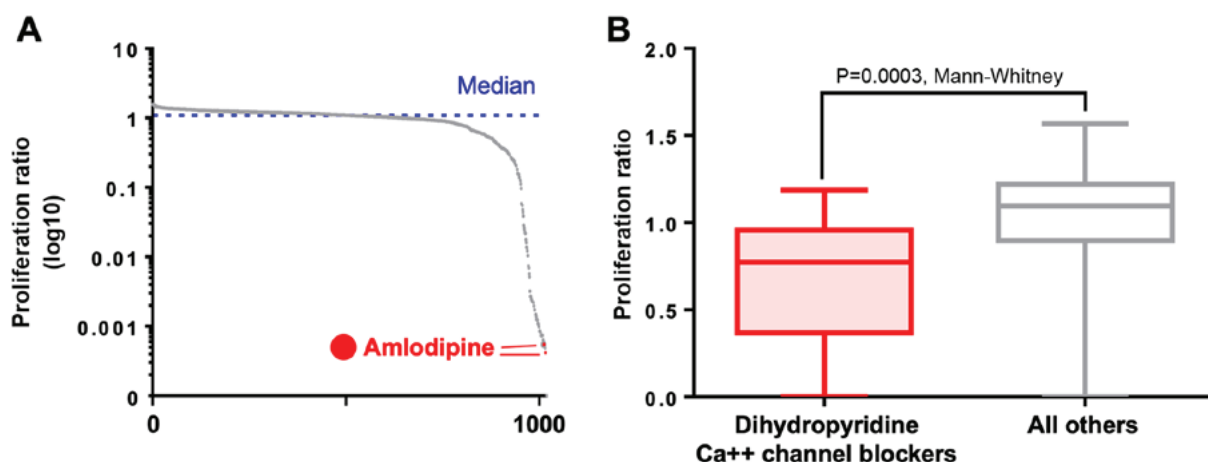 A
Proliferation ratio
(log10)
10
1
0.1
0.01
0.001
0
Median
Amlodipine
0
1000
B
Proliferation ratio
2.0
1.5
1.0
0.5
0.0
P=0.0003, Mann-Whitney
Dihydropyridine
Ca++ channel blockers
All others